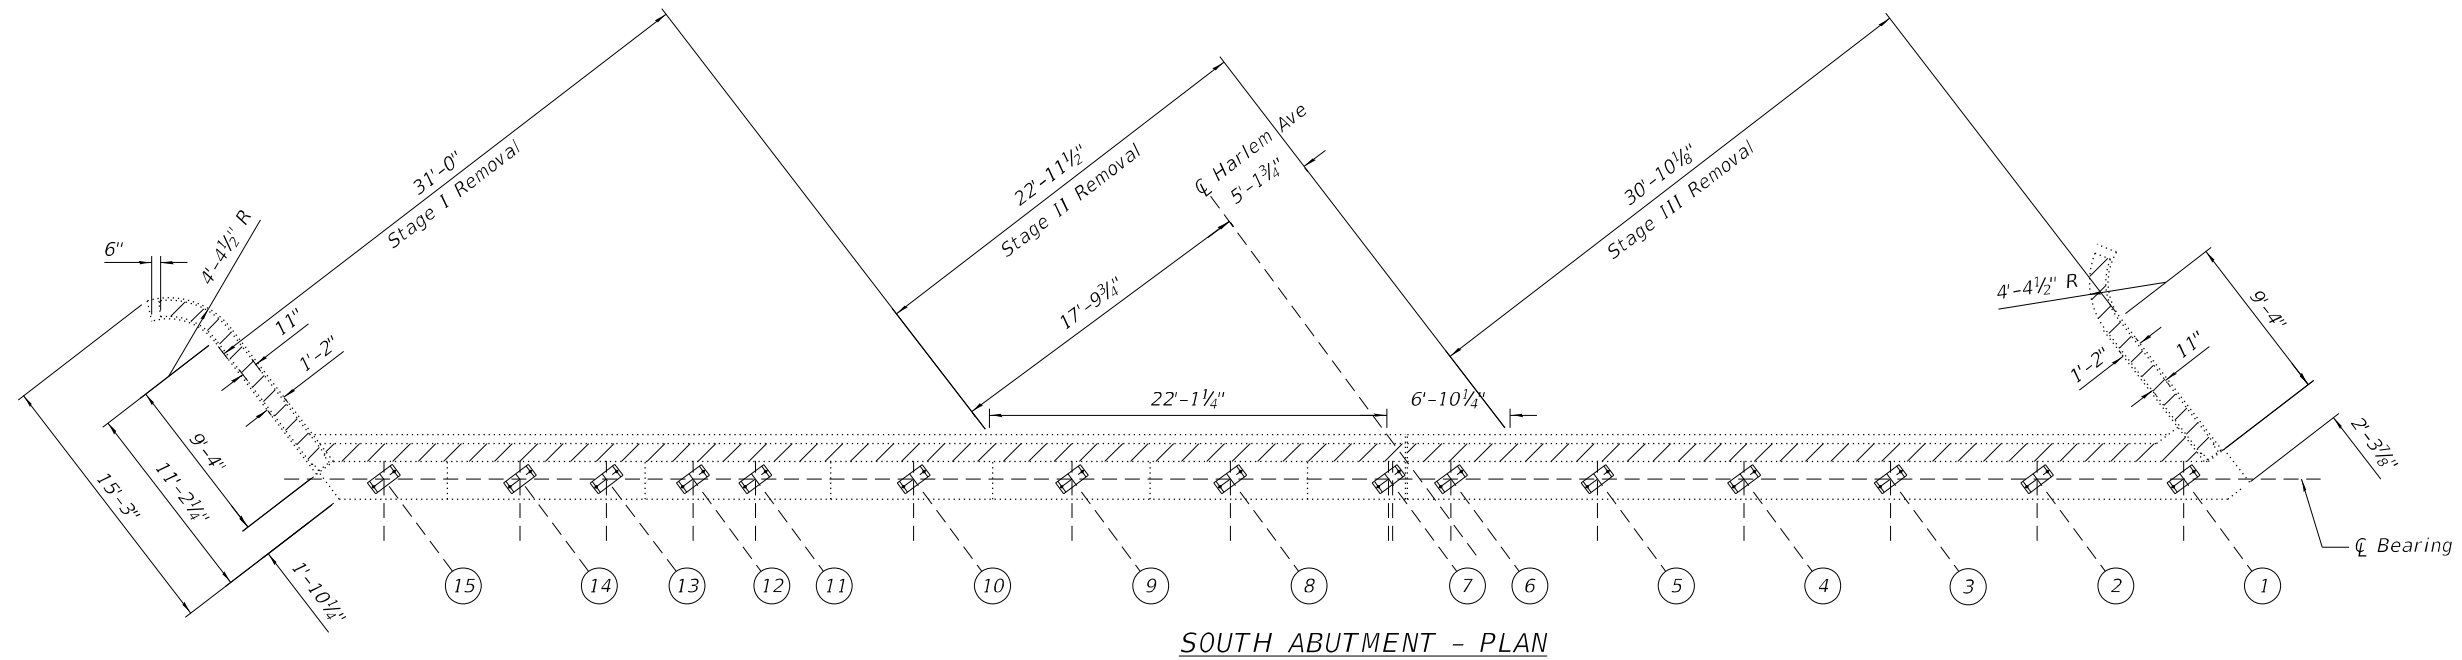 31'-0"
Stage I Removal
22'-11½"
Stage II Removal
℄ Harlem Ave
5'-1¾"
17'-9¾"
30'-10⅛"
Stage III Removal
6"
4'-4½" R
11"
1'-2"
22'-1¼"
6'-10¼"
4'-4½" R
9'-4"
1'-2"
11"
2'-3⅞"
9'-4"
11'-2¼"
15'-3"
1'-10¼"
℄ Bearing
15 14 13 12 11 10 9 8 7 6 5 4 3 2 1
SOUTH ABUTMENT - PLAN